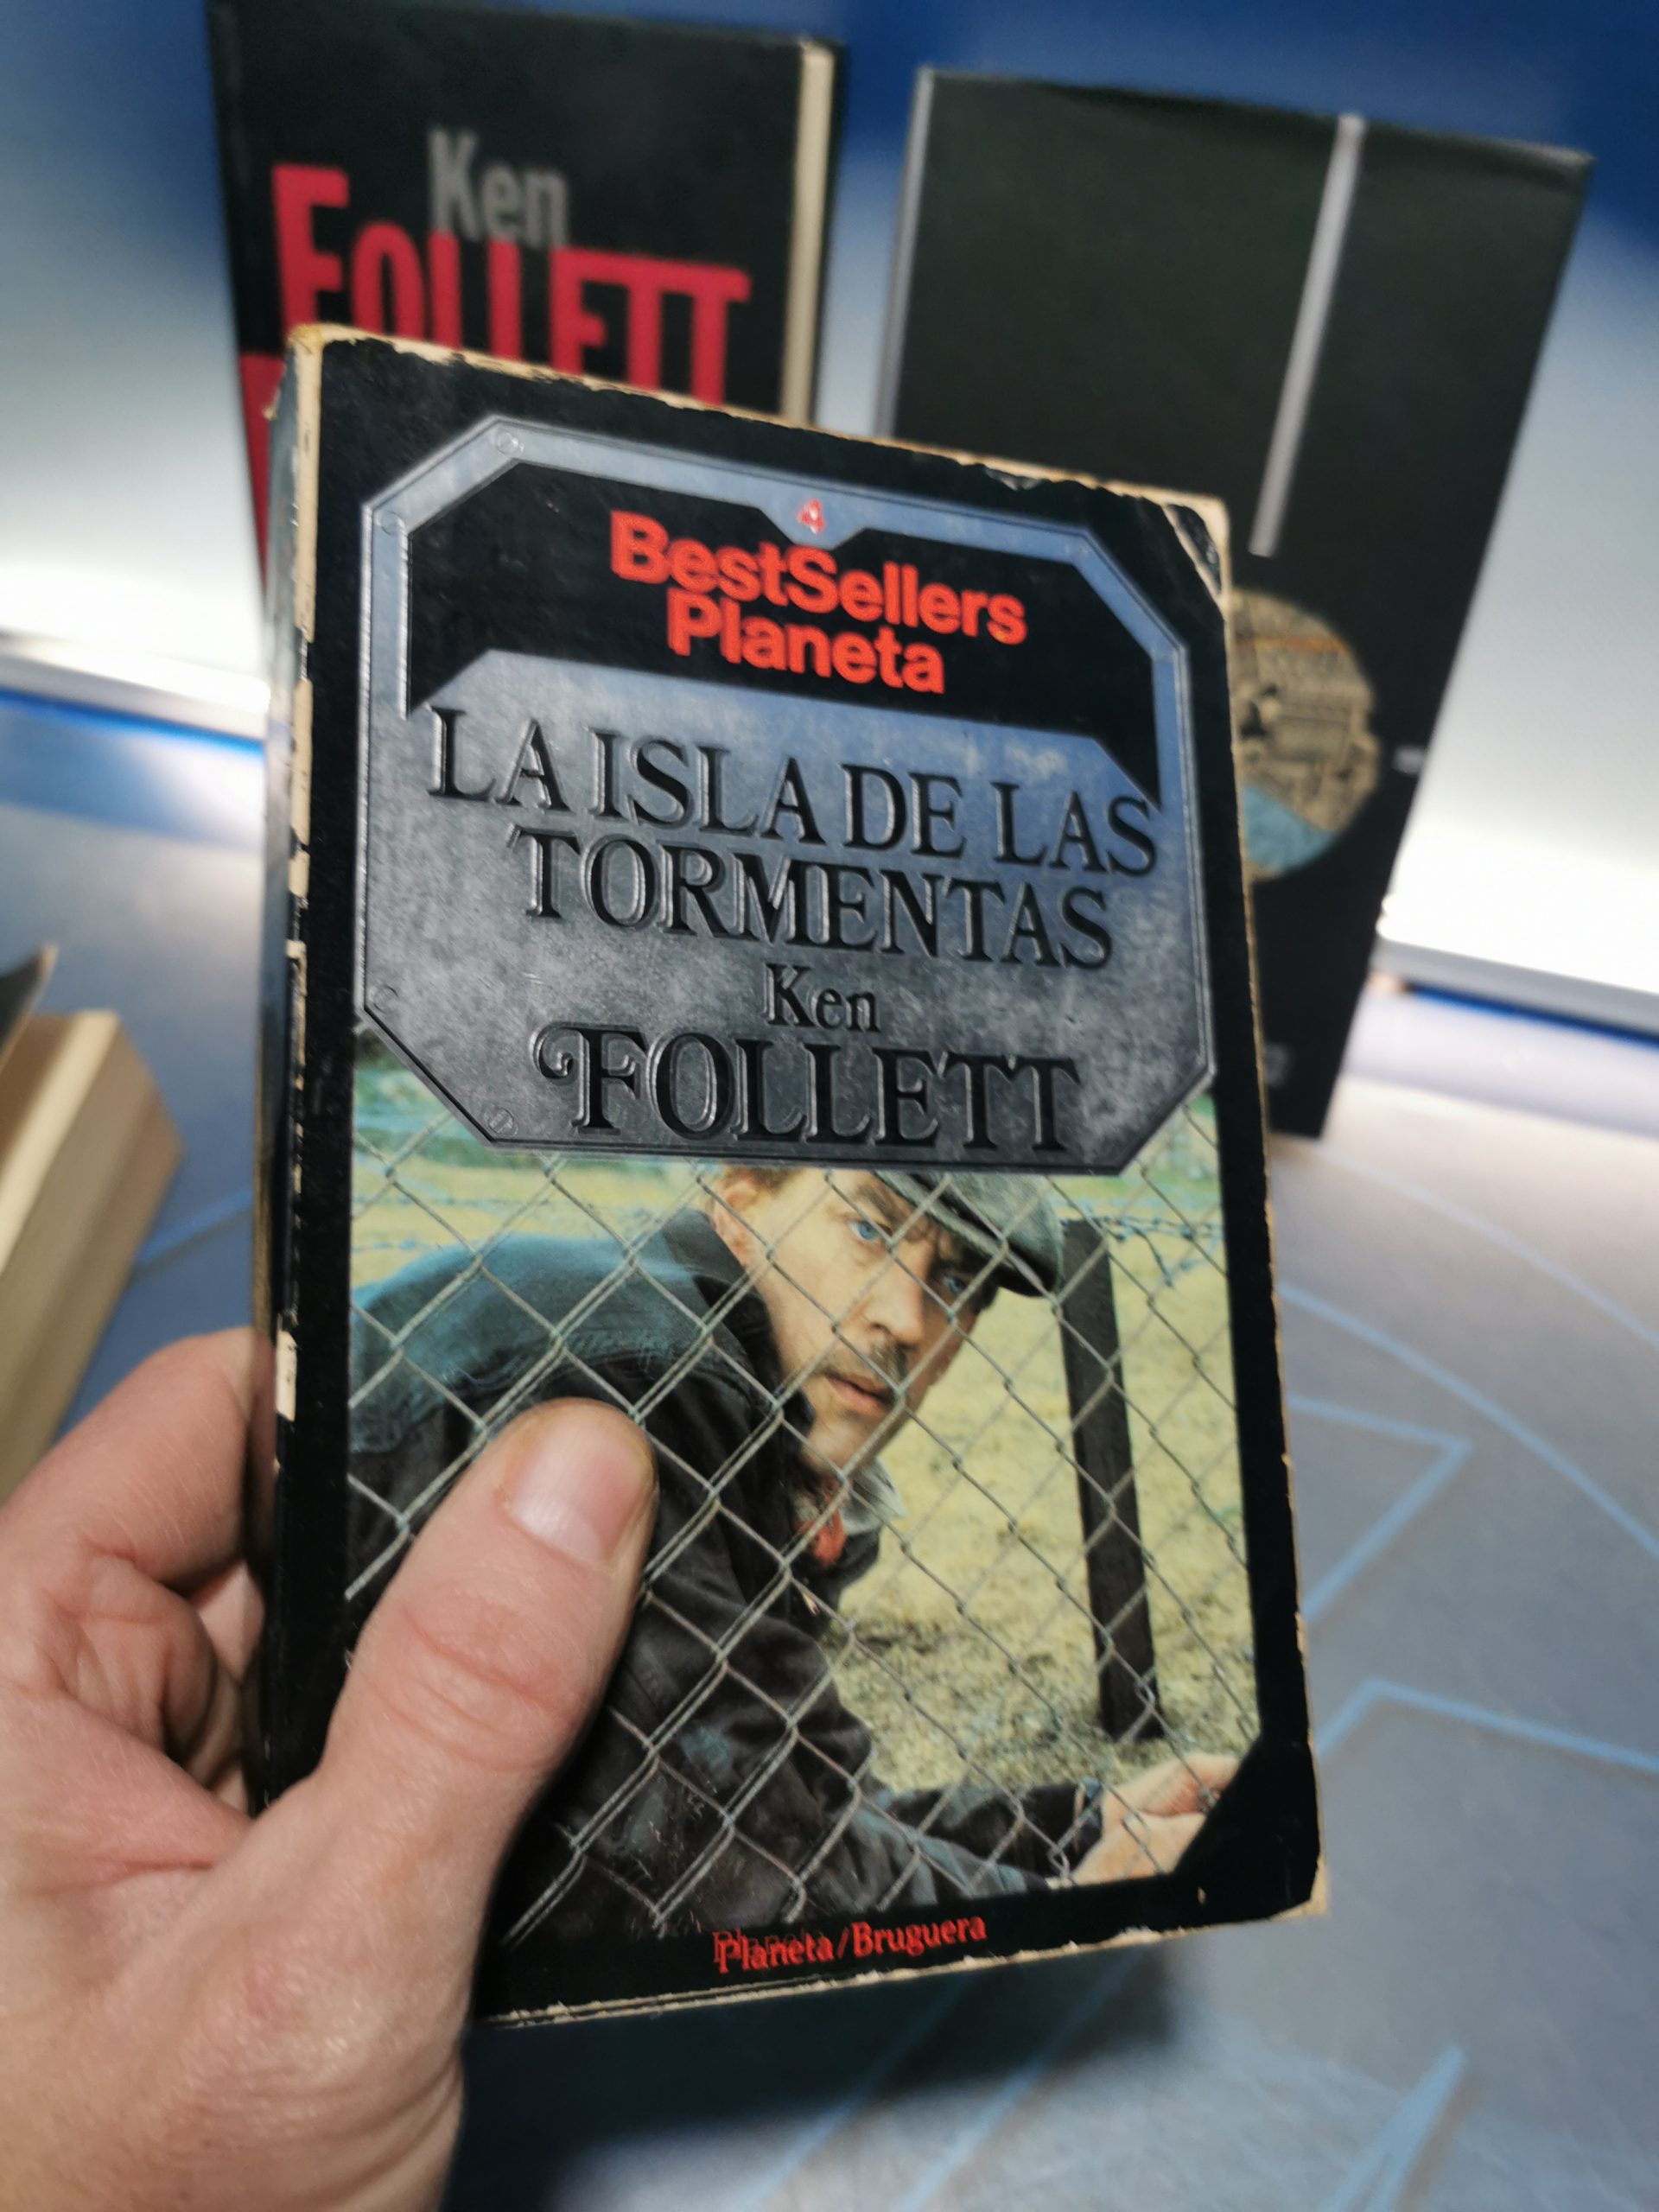 Ken
FOLLETT
4
BestSellers
Planeta
LA ISLA DE LAS
TORMENTAS
Ken
FOLLETT
Planeta/Bruguera